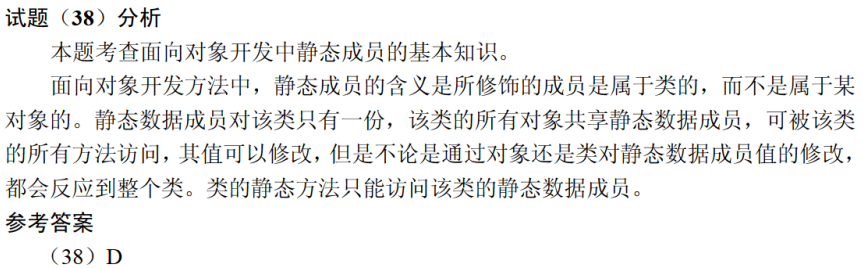 试题（38）分析
本题考查面向对象开发中静态成员的基本知识。
面向对象开发方法中，静态成员的含义是所修饰的成员是属于类的，而不是属于某
对象的。静态数据成员对该类只有一份，该类的所有对象共享静态数据成员，可被该类
的所有方法访问，其值可以修改，但是不论是通过对象还是类对静态数据成员值的修改，
都会反应到整个类。类的静态方法只能访问该类的静态数据成员。
参考答案
（38）D